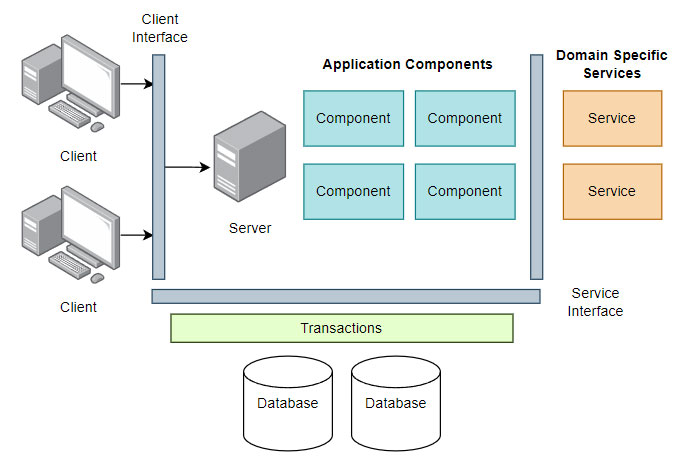 Client
Interface
Application Components
Domain Specific
Services
Component
Component
Service
Client
Component
Component
Service
Server
Client
Service
Interface
Transactions
Database
Database